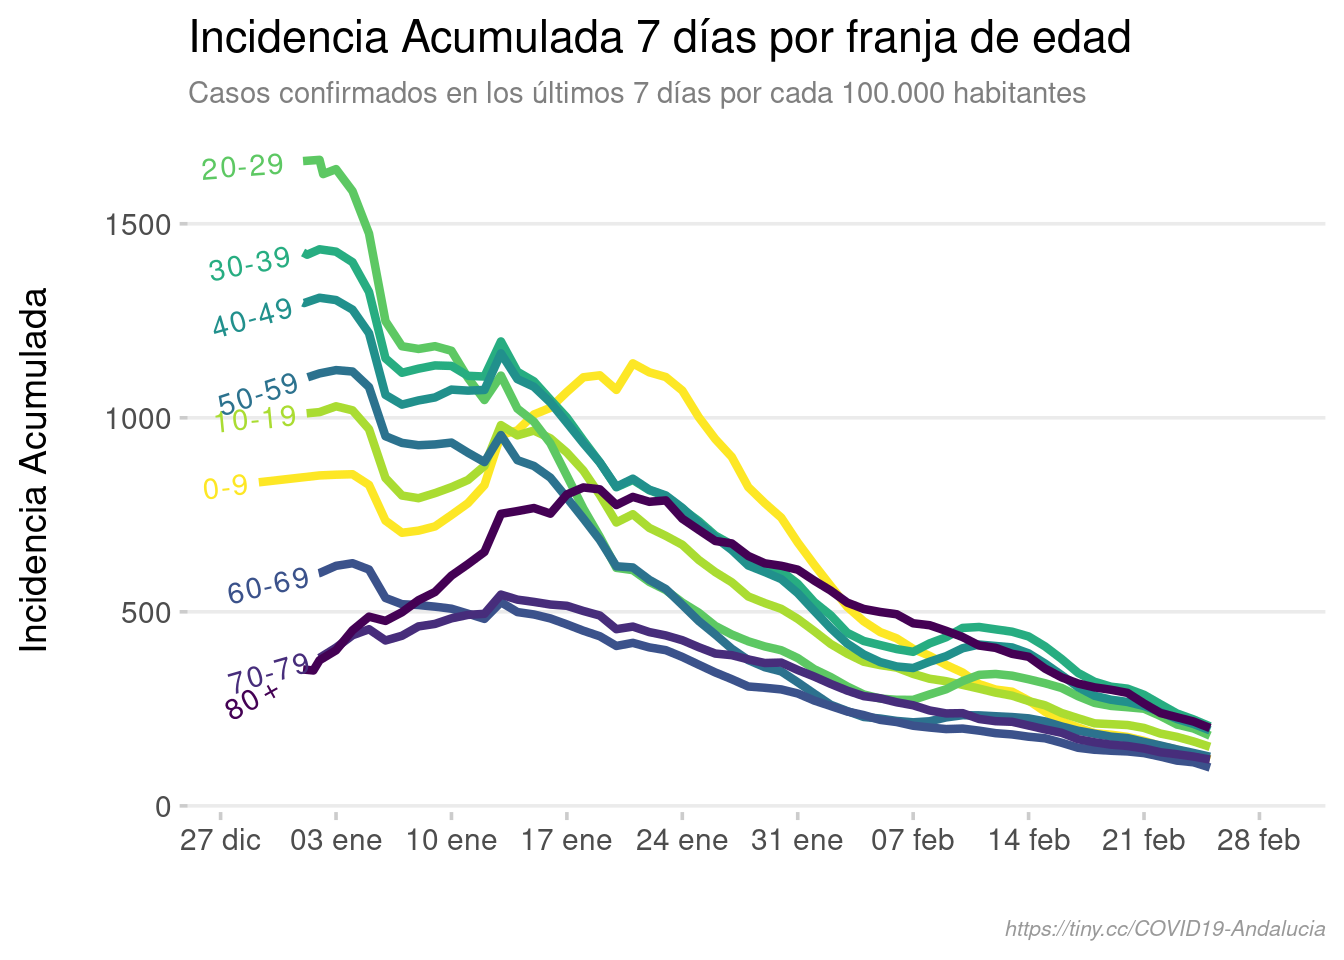 Incidencia Acumulada 7 días por franja de edad
Casos confirmados en los últimos 7 días por cada 100.000 habitantes
Incidencia Acumulada
1500
1000
500
0
20-29
30-39
40-49
50-59
10-19
0-9
60-69
70-79
80 +
27 dic
03 ene
10 ene
17 ene
24 ene
31 ene
07 feb
14 feb
21 feb
28 feb
https://tiny.cc/COVID19-Andalucia